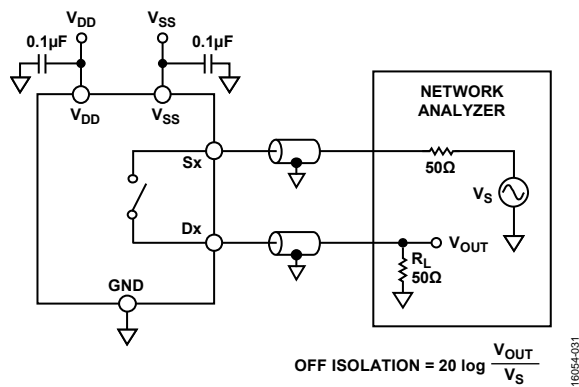 VDD
VSS
0.1µF
0.1µF
VDD
VSS
NETWORK
ANALYZER
Sx
50Ω
VS
Dx
VOUT
RL
50Ω
GND
OFF ISOLATION = 20 log VOUT
VS
16054-031